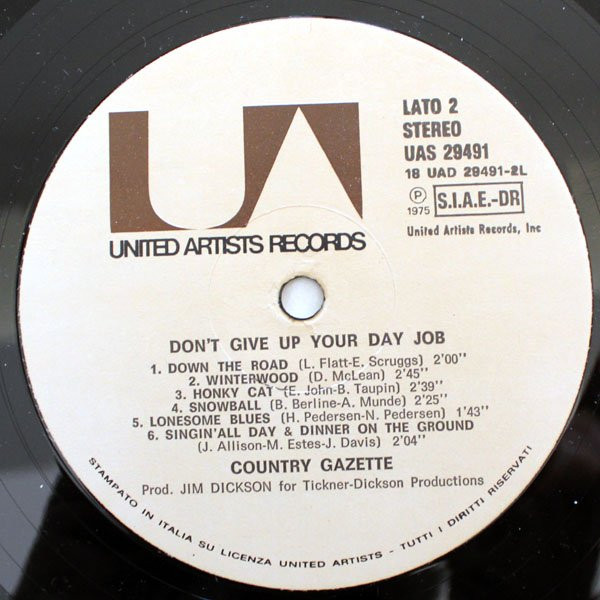 UA
UNITED ARTISTS RECORDS
LATO 2
STEREO
UAS 29491
18 UAD 29491-2L
Ⓟ 1975 S.I.A.E.-DR
United Artists Records, Inc
DON'T GIVE UP YOUR DAY JOB
1. DOWN THE ROAD (L. Flatt-E. Scruggs) 2'00''
2. WINTERWOOD (D. McLean) 2'45''
3. HONKY CAT (E. John-B. Taupin) 2'39''
4. SNOWBALL (B. Berline-A. Munde) 2'25''
5. LONESOME BLUES (H. Pedersen-N. Pedersen) 1'43''
6. SINGIN'ALL DAY & DINNER ON THE GROUND
(J. Allison-M. Estes-J. Davis) 2'04''
COUNTRY GAZETTE
Prod. JIM DICKSON for Tickner-Dickson Productions
STAMPATO IN ITALIA SU LICENZA UNITED ARTISTS - TUTTI I DIRITTI RISERVATI